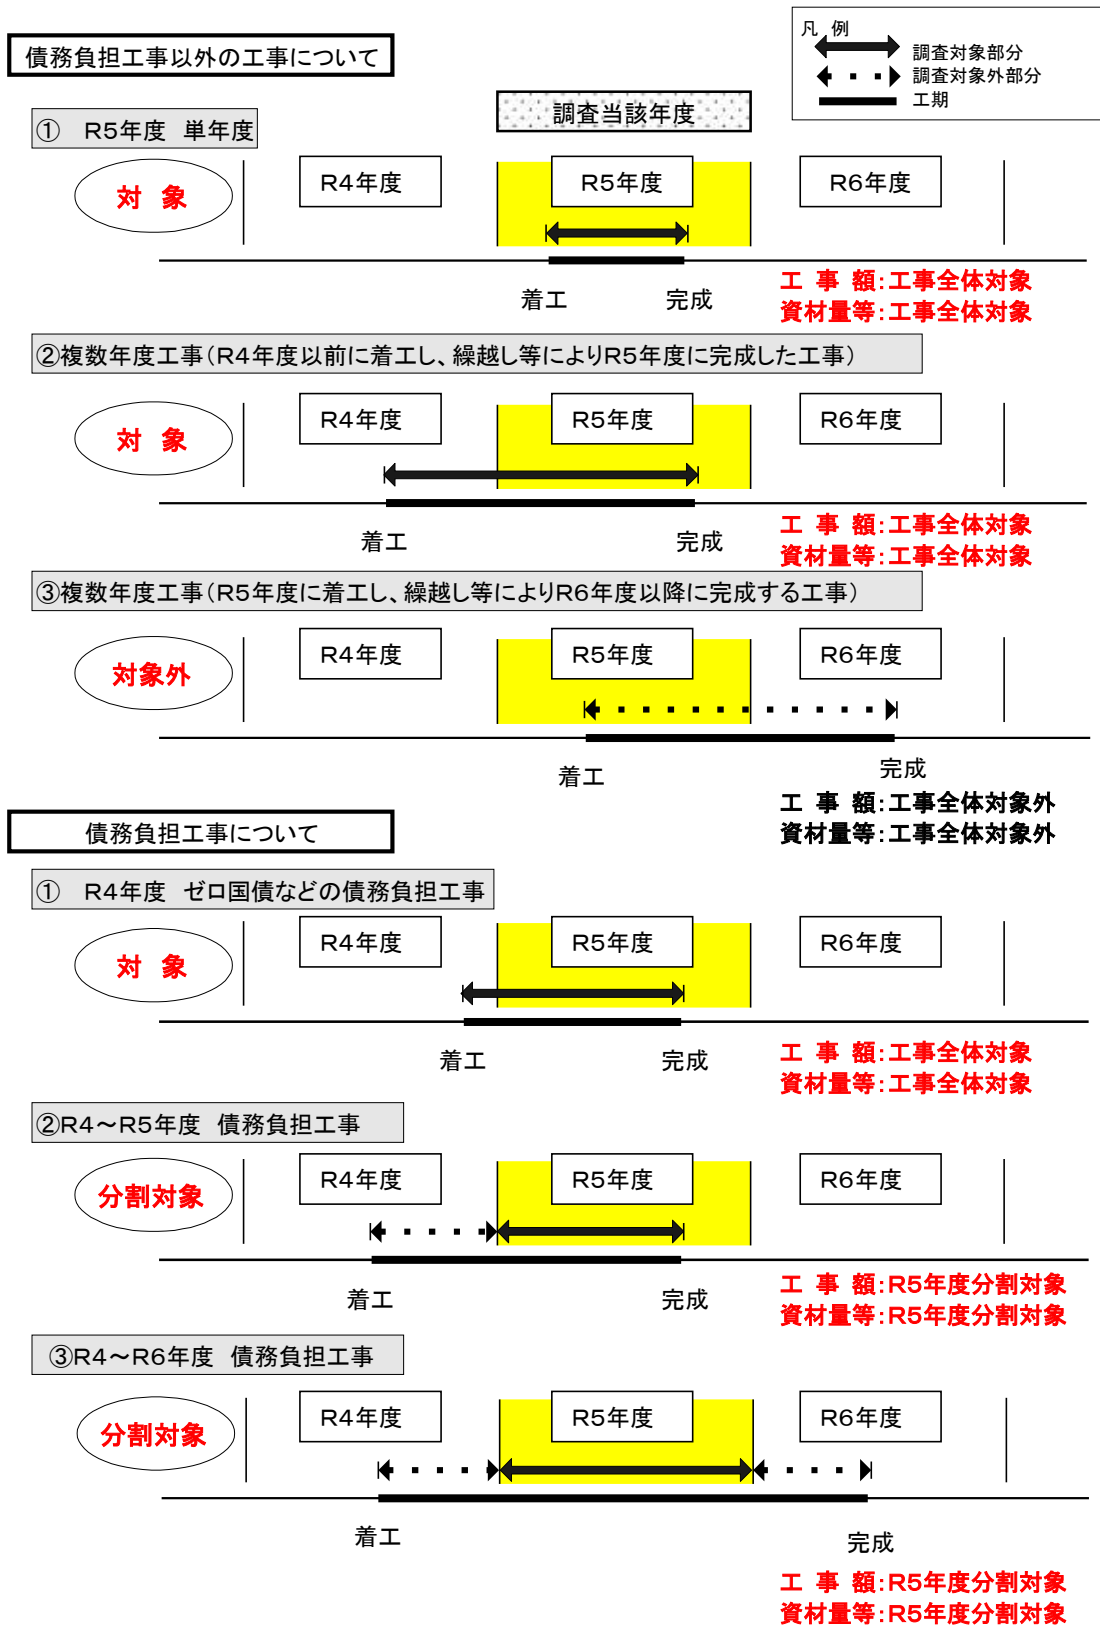 凡 例
調査対象部分
調査対象外部分
工期
債務負担工事以外の工事について
調査当該年度
① R5年度 単年度
対 象
R4年度
R5年度
R6年度
着工
完成
工 事 額:工事全体対象
資材量等:工事全体対象
②複数年度工事(R4年度以前に着工し、繰越し等によりR5年度に完成した工事)
対 象
R4年度
R5年度
R6年度
着工
完成
工 事 額:工事全体対象
資材量等:工事全体対象
③複数年度工事(R5年度に着工し、繰越し等によりR6年度以降に完成する工事)
対象外
R4年度
R5年度
R6年度
着工
完成
工 事 額:工事全体対象外
資材量等:工事全体対象外
債務負担工事について
① R4年度 ゼロ国債などの債務負担工事
対 象
R4年度
R5年度
R6年度
着工
完成
工 事 額:工事全体対象
資材量等:工事全体対象
②R4~R5年度 債務負担工事
分割対象
R4年度
R5年度
R6年度
着工
完成
工 事 額:R5年度分割対象
資材量等:R5年度分割対象
③R4~R6年度 債務負担工事
分割対象
R4年度
R5年度
R6年度
着工
完成
工 事 額:R5年度分割対象
資材量等:R5年度分割対象